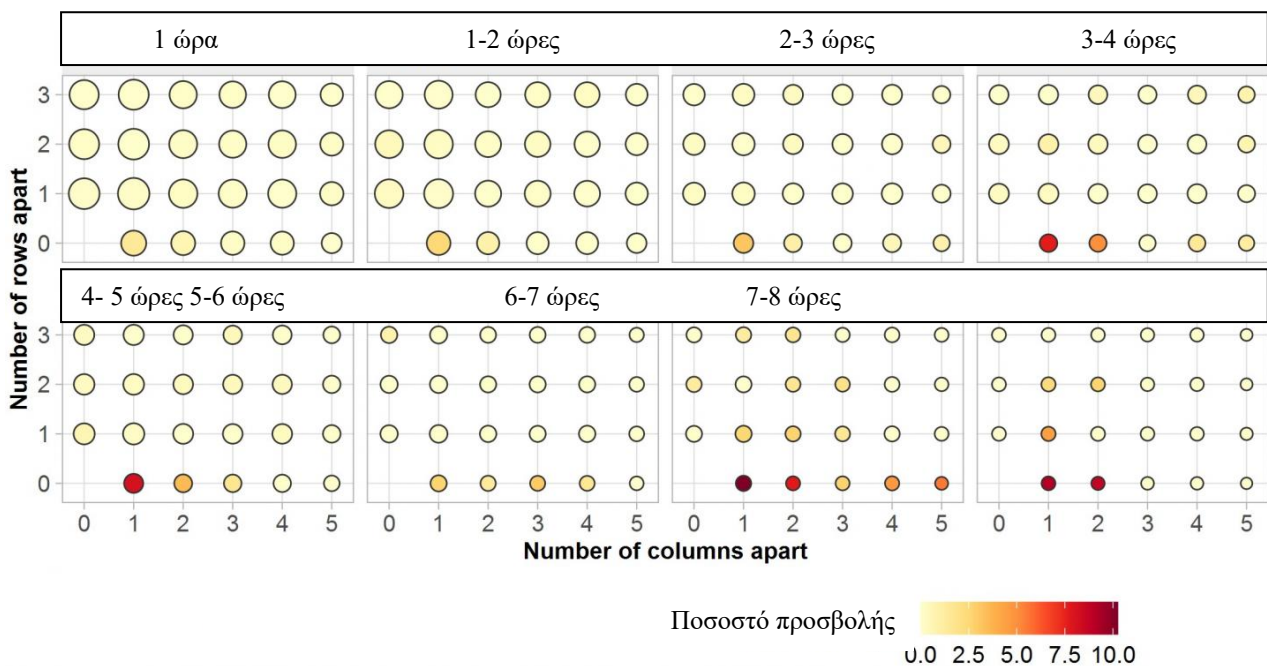 1 ώρα 1-2 ώρες 2-3 ώρες 3-4 ώρες
3
2
1
0
4- 5 ώρες 5-6 ώρες 6-7 ώρες 7-8 ώρες
3
2
1
0
Number of rows apart
0 1 2 3 4 5 0 1 2 3 4 5 0 1 2 3 4 5 0 1 2 3 4 5
Number of columns apart
Ποσοστό προσβολής
0.0 2.5 5.0 7.5 10.0